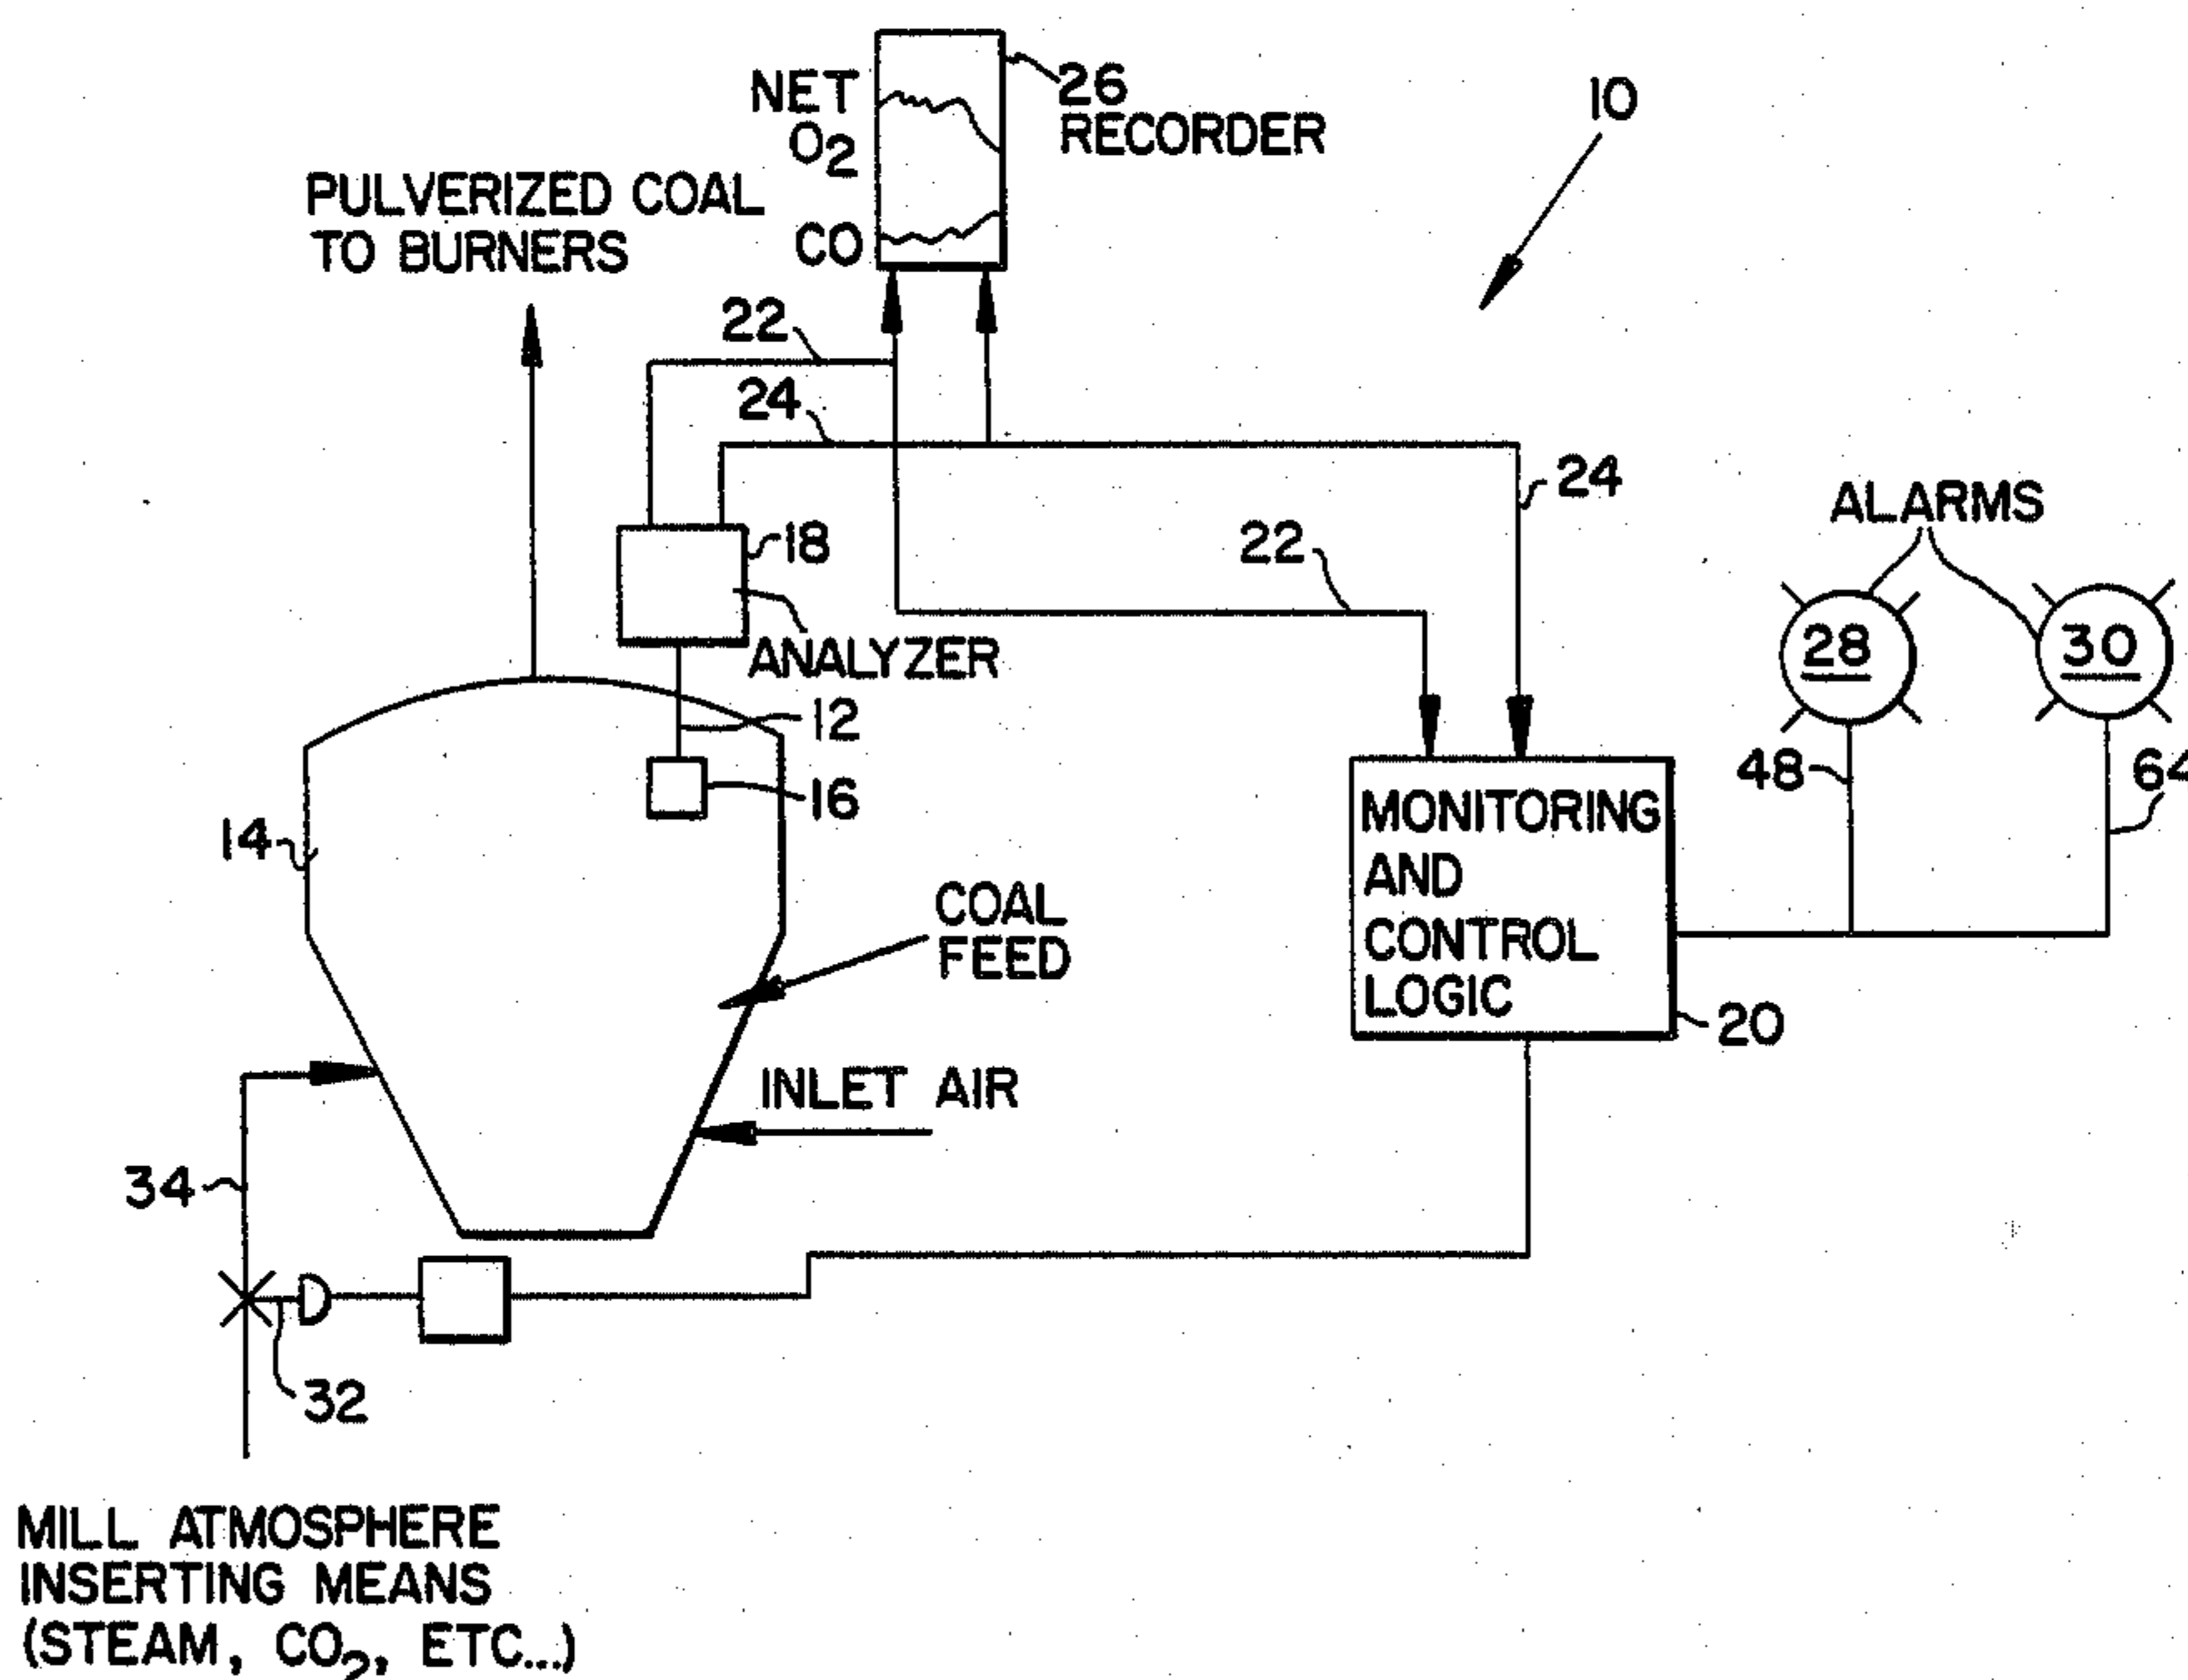 NET
O2
CO
26
RECORDER
10
PULVERIZED COAL
TO BURNERS
22
24
24
18
22
ALARMS
28
30
ANALYZER
12
16
48
64
14
MONITORING
AND
CONTROL
LOGIC
COAL
FEED
20
INLET AIR
34
32
MILL ATMOSPHERE
INSERTING MEANS
(STEAM, CO2, ETC...)